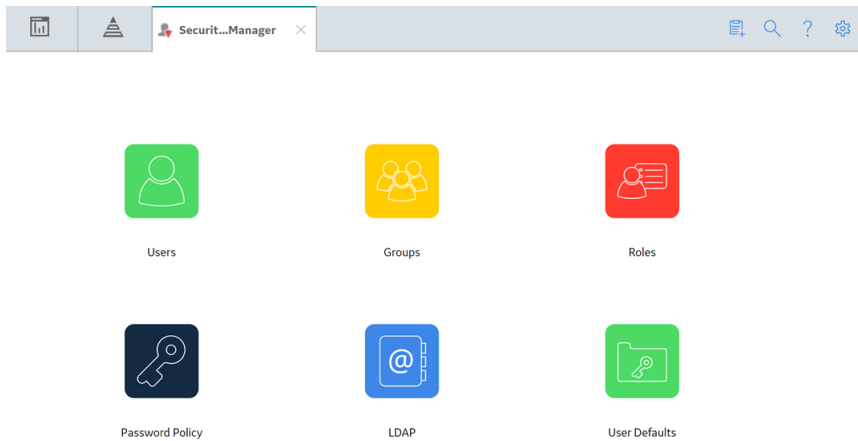 Securit...Manager
Users
Groups
Roles
@
Password Policy
LDAP
User Defaults